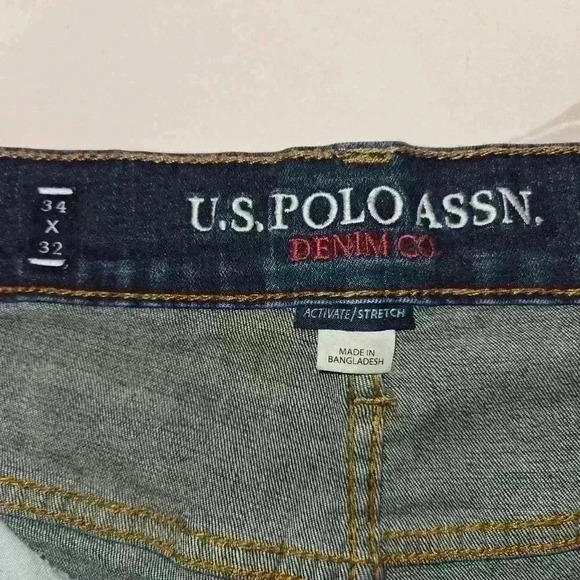 34
X
32
U.S. POLO ASSN.
DENIM CO.
ACTIVATE/STRETCH
MADE IN
BANGLADESH